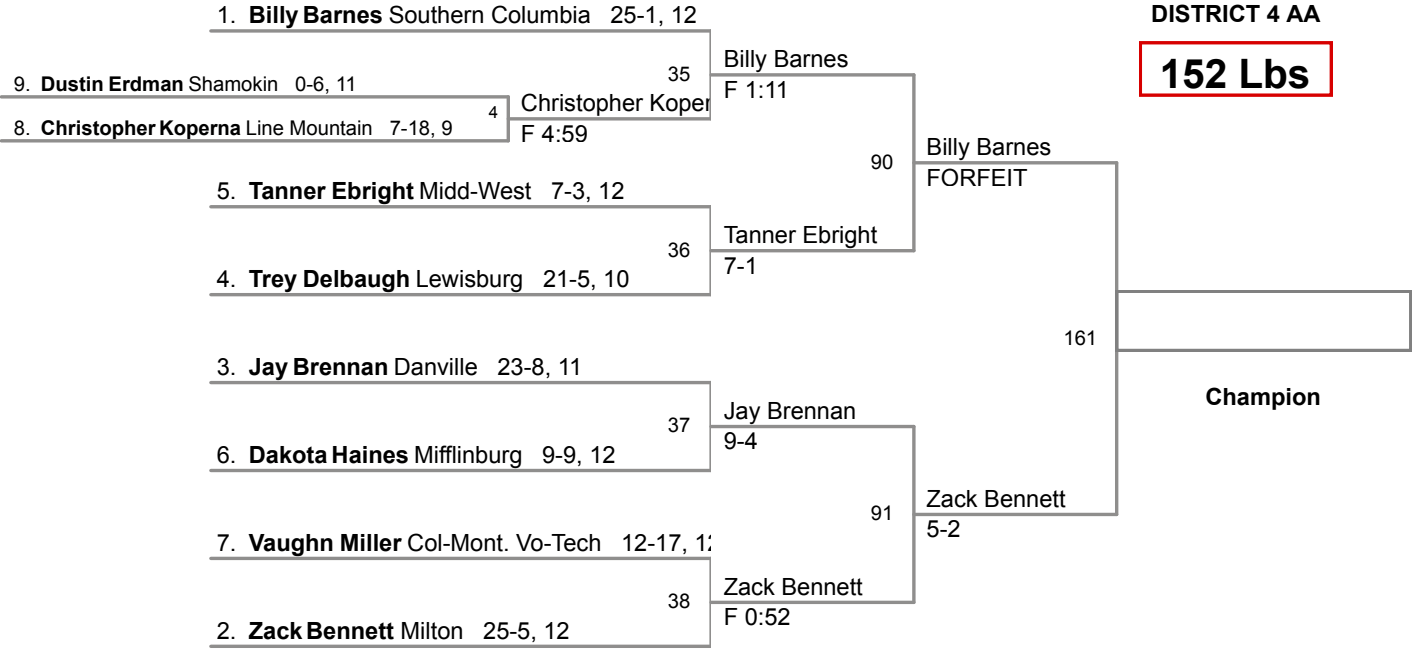 1. Billy Barnes Southern Columbia 25-1, 12
DISTRICT 4 AA
152 Lbs
35
Billy Barnes
F 1:11
9. Dustin Erdman Shamokin 0-6, 11
4
Christopher Koper
F 4:59
8. Christopher Koperna Line Mountain 7-18, 9
90
Billy Barnes
FORFEIT
5. Tanner Ebright Midd-West 7-3, 12
36
Tanner Ebright
7-1
4. Trey Delbaugh Lewisburg 21-5, 10
161
Champion
3. Jay Brennan Danville 23-8, 11
37
Jay Brennan
9-4
6. Dakota Haines Mifflinburg 9-9, 12
91
Zack Bennett
5-2
7. Vaughn Miller Col-Mont. Vo-Tech 12-17, 12
38
Zack Bennett
F 0:52
2. Zack Bennett Milton 25-5, 12